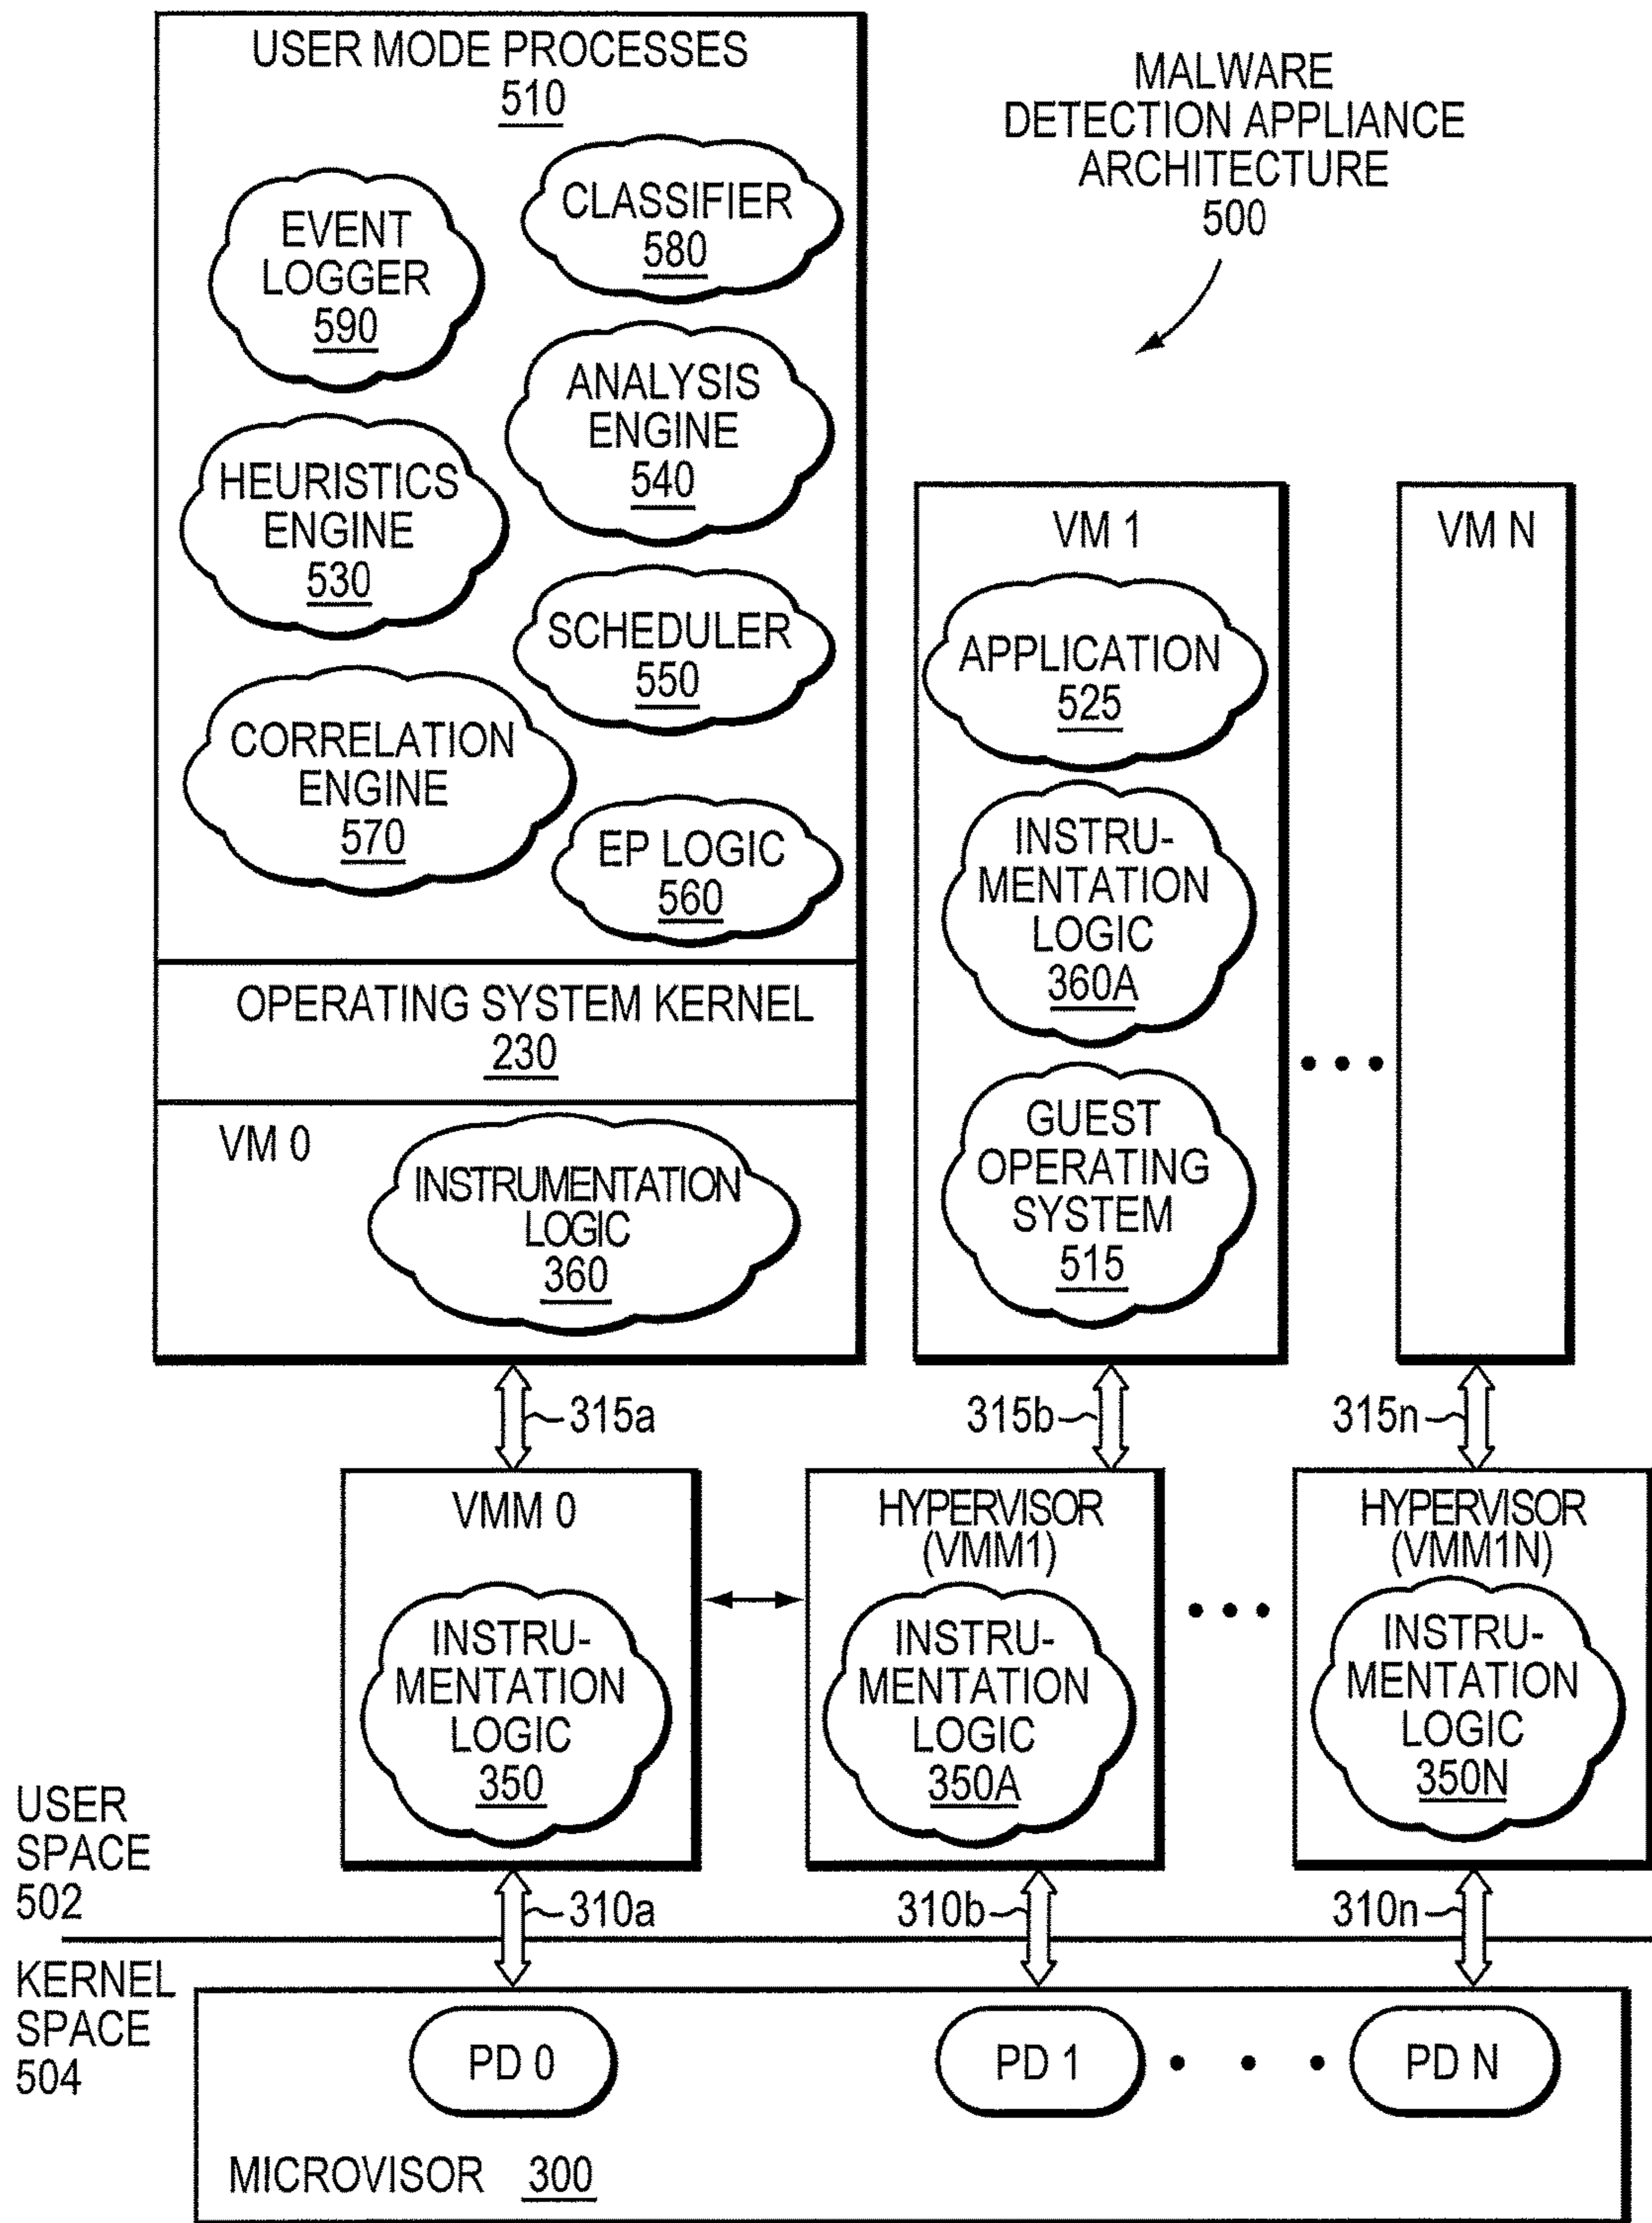 USER MODE PROCESSES
510
MALWARE
DETECTION APPLIANCE
ARCHITECTURE
500
EVENT
LOGGER
590
CLASSIFIER
580
ANALYSIS
ENGINE
540
HEURISTICS
ENGINE
530
SCHEDULER
550
CORRELATION
ENGINE
570
EP LOGIC
560
OPERATING SYSTEM KERNEL
230
VM 0
INSTRUMENTATION
LOGIC
360
VM 1
APPLICATION
525
INSTRU-
MENTATION
LOGIC
360A
GUEST
OPERATING
SYSTEM
515
VM N
315a
315b
315n
VMM 0
INSTRU-
MENTATION
LOGIC
350
HYPERVISOR
(VMM1)
INSTRU-
MENTATION
LOGIC
350A
HYPERVISOR
(VMM1N)
INSTRU-
MENTATION
LOGIC
350N
USER
SPACE
502
310a
310b
310n
KERNEL
SPACE
504
PD 0
PD 1
PD N
MICROVISOR 300